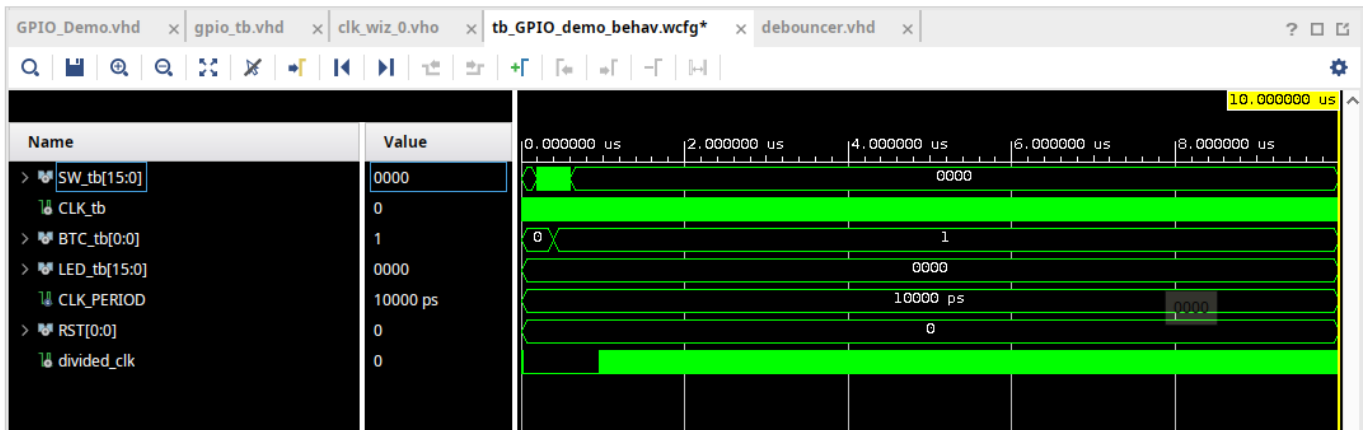 GPIO_Demo.vhd x gpio_tb.vhd x clk_wiz_0.vho x tb_GPIO_demo_behav.wcfg* x debouncer.vhd x ?
10.000000 us
Name Value 0.000000 us 2.000000 us 4.000000 us 6.000000 us 8.000000 us
SW_tb[15:0] 0000 0000
CLK_tb 0
BTC_tb[0:0] 1 0 1
LED_tb[15:0] 0000 0000
CLK_PERIOD 10000 ps 10000 ps 0000
RST[0:0] 0 0
divided_clk 0